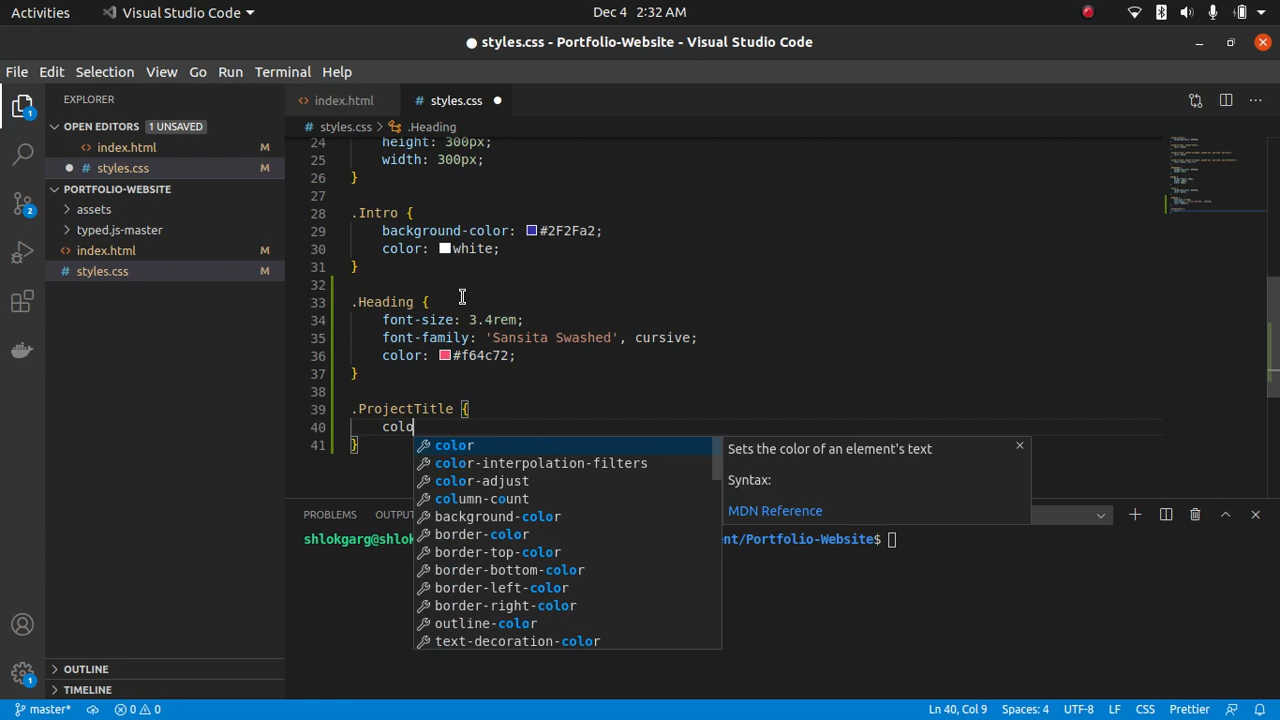 Activities
Visual Studio Code
Dec 4 2:32 AM
styles.css - Portfolio-Website - Visual Studio Code
File Edit Selection View Go Run Terminal Help
EXPLORER
OPEN EDITORS 1 UNSAVED
index.html M
styles.css M
PORTFOLIO-WEBSITE
assets
typed.js-master
index.html M
styles.css M
OUTLINE
TIMELINE
1
2
1
index.html
styles.css
styles.css > .Heading
24 height: 300px;
25 width: 300px;
26 }
27
28 .Intro {
29 background-color: #2F2Fa2;
30 color: white;
31 }
32
33 .Heading {
34 font-size: 3.4rem;
35 font-family: 'Sansita Swashed', cursive;
36 color: #f64c72;
37 }
38
39 .ProjectTitle {
40 colo
41 }
color
color-interpolation-filters
color-adjust
column-count
background-color
border-color
border-top-color
border-bottom-color
border-left-color
border-right-color
outline-color
text-decoration-color
Sets the color of an element's text
Syntax:
MDN Reference
PROBLEMS OUTPU
shlokgarg@shlok
ent/Portfolio-Website$
master* 0 0 Ln 40, Col 9 Spaces: 4 UTF-8 LF CSS Prettier